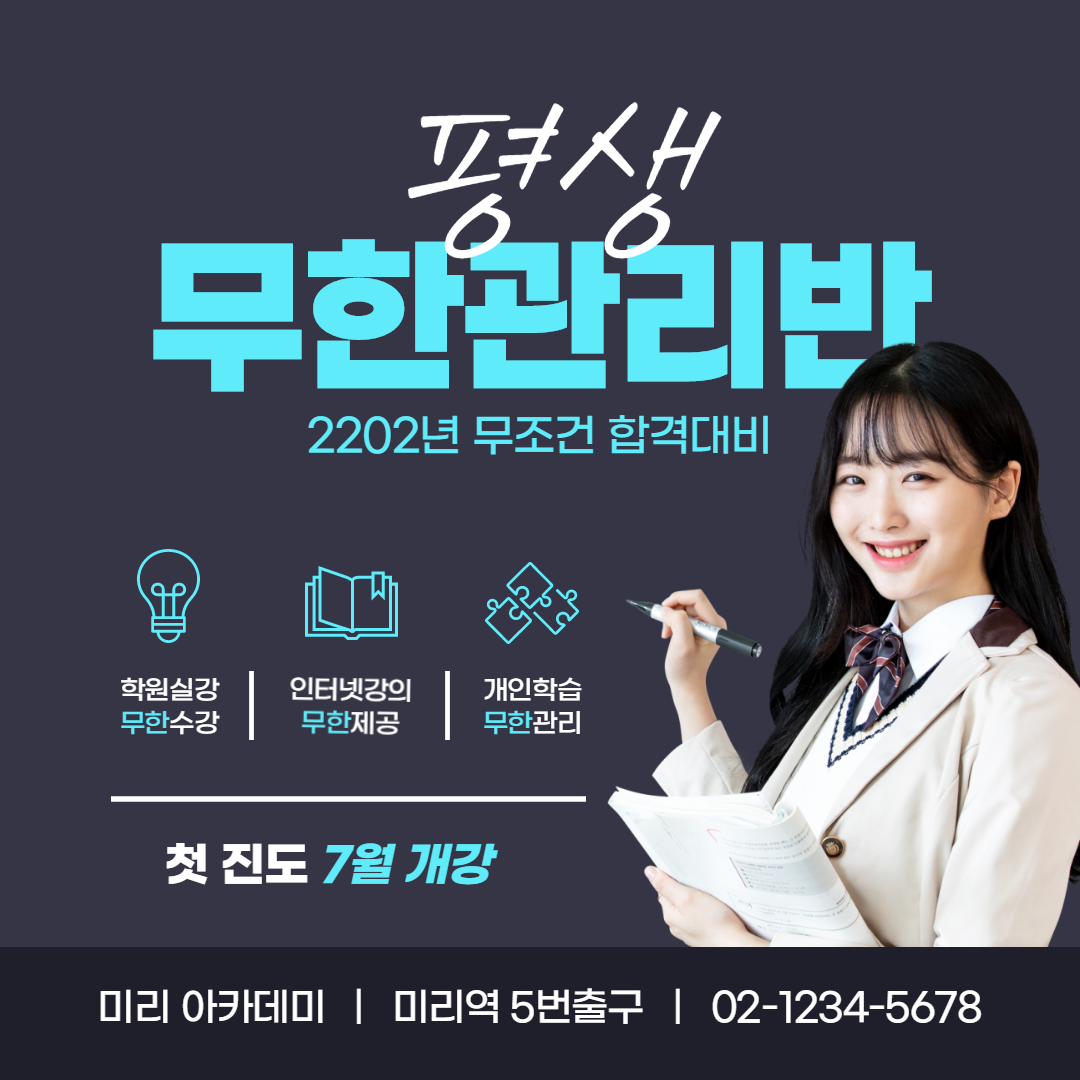 평생
무한관리반
2202년 무조건 합격대비
학원실강
무한수강
인터넷강의
무한제공
개인학습
무한관리
첫 진도 7월 개강
미리 아카데미 | 미리역 5번출구 | 02-1234-5678